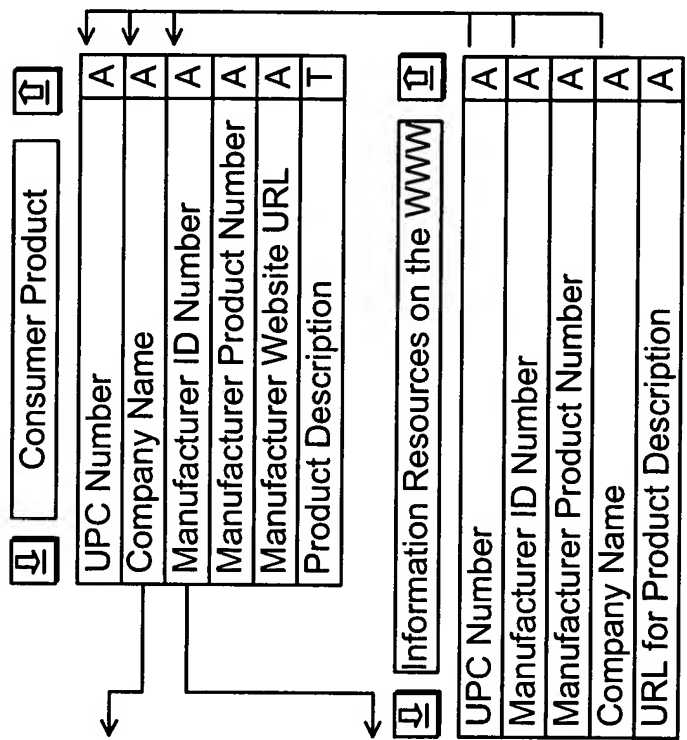 Consumer Product
UPC Number A
Company Name A
Manufacturer ID Number A
Manufacturer Product Number A
Manufacturer Website URL A
Product Description T
Information Resources on the WWW
UPC Number A
Manufacturer ID Number A
Manufacturer Product Number A
Company Name A
URL for Product Description A